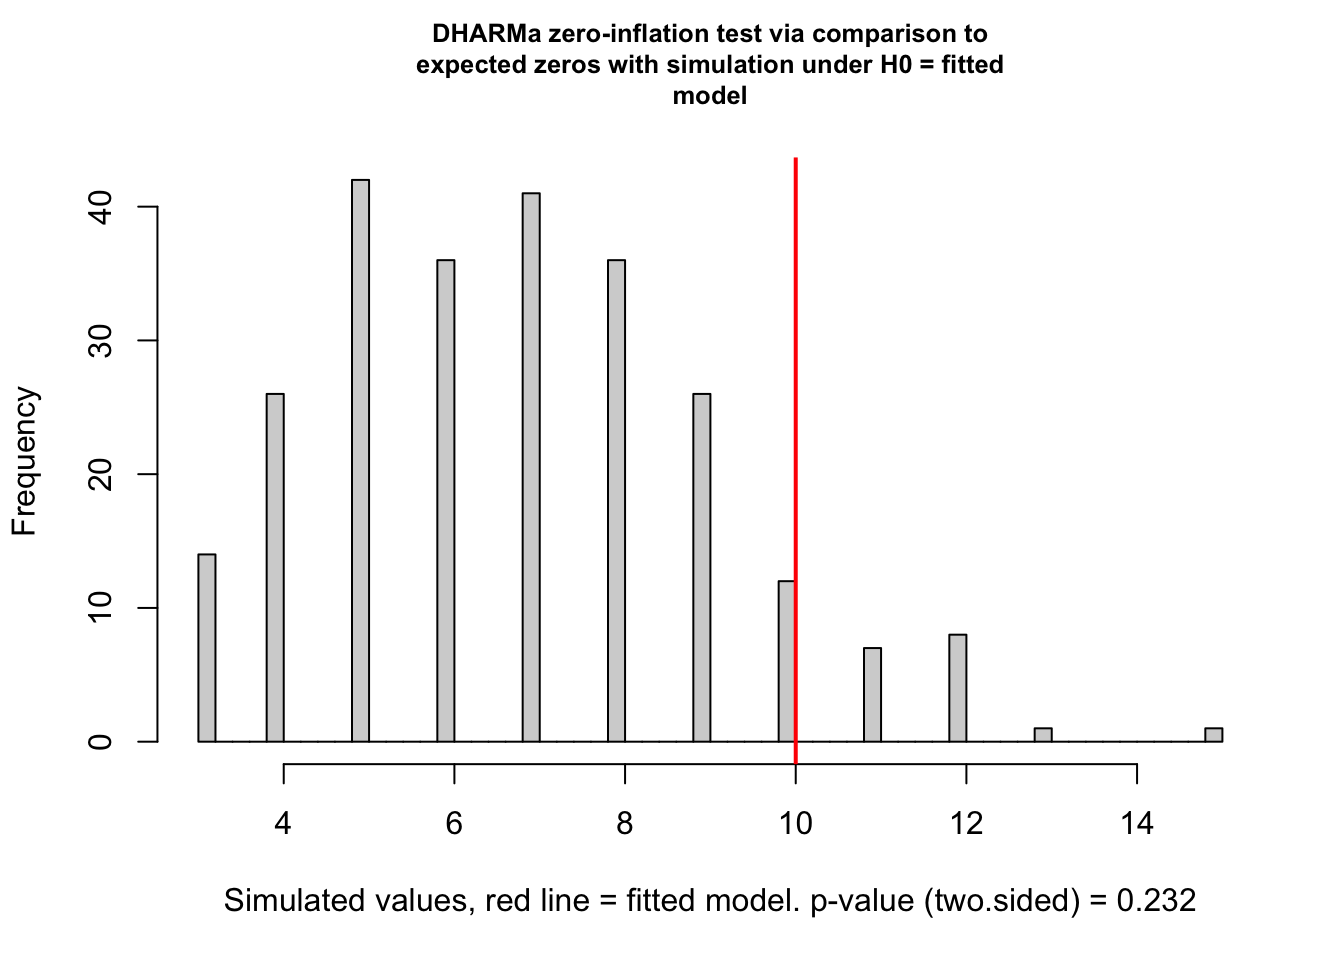 DHARMa zero-inflation test via comparison to
expected zeros with simulation under H0 = fitted
model
Frequency
40
30
20
10
0
4 6 8 10 12 14
Simulated values, red line = fitted model. p-value (two.sided) = 0.232